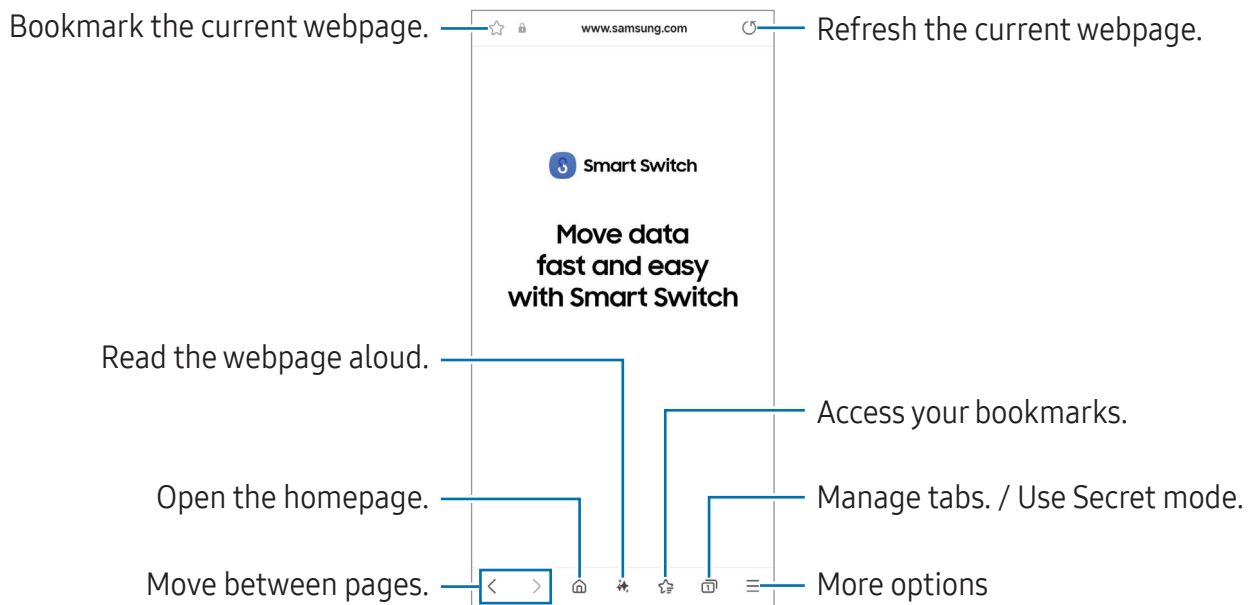 Bookmark the current webpage.
www.samsung.com
Refresh the current webpage.
Smart Switch
Move data
fast and easy
with Smart Switch
Read the webpage aloud.
Access your bookmarks.
Open the homepage.
Manage tabs. / Use Secret mode.
Move between pages.
1
More options